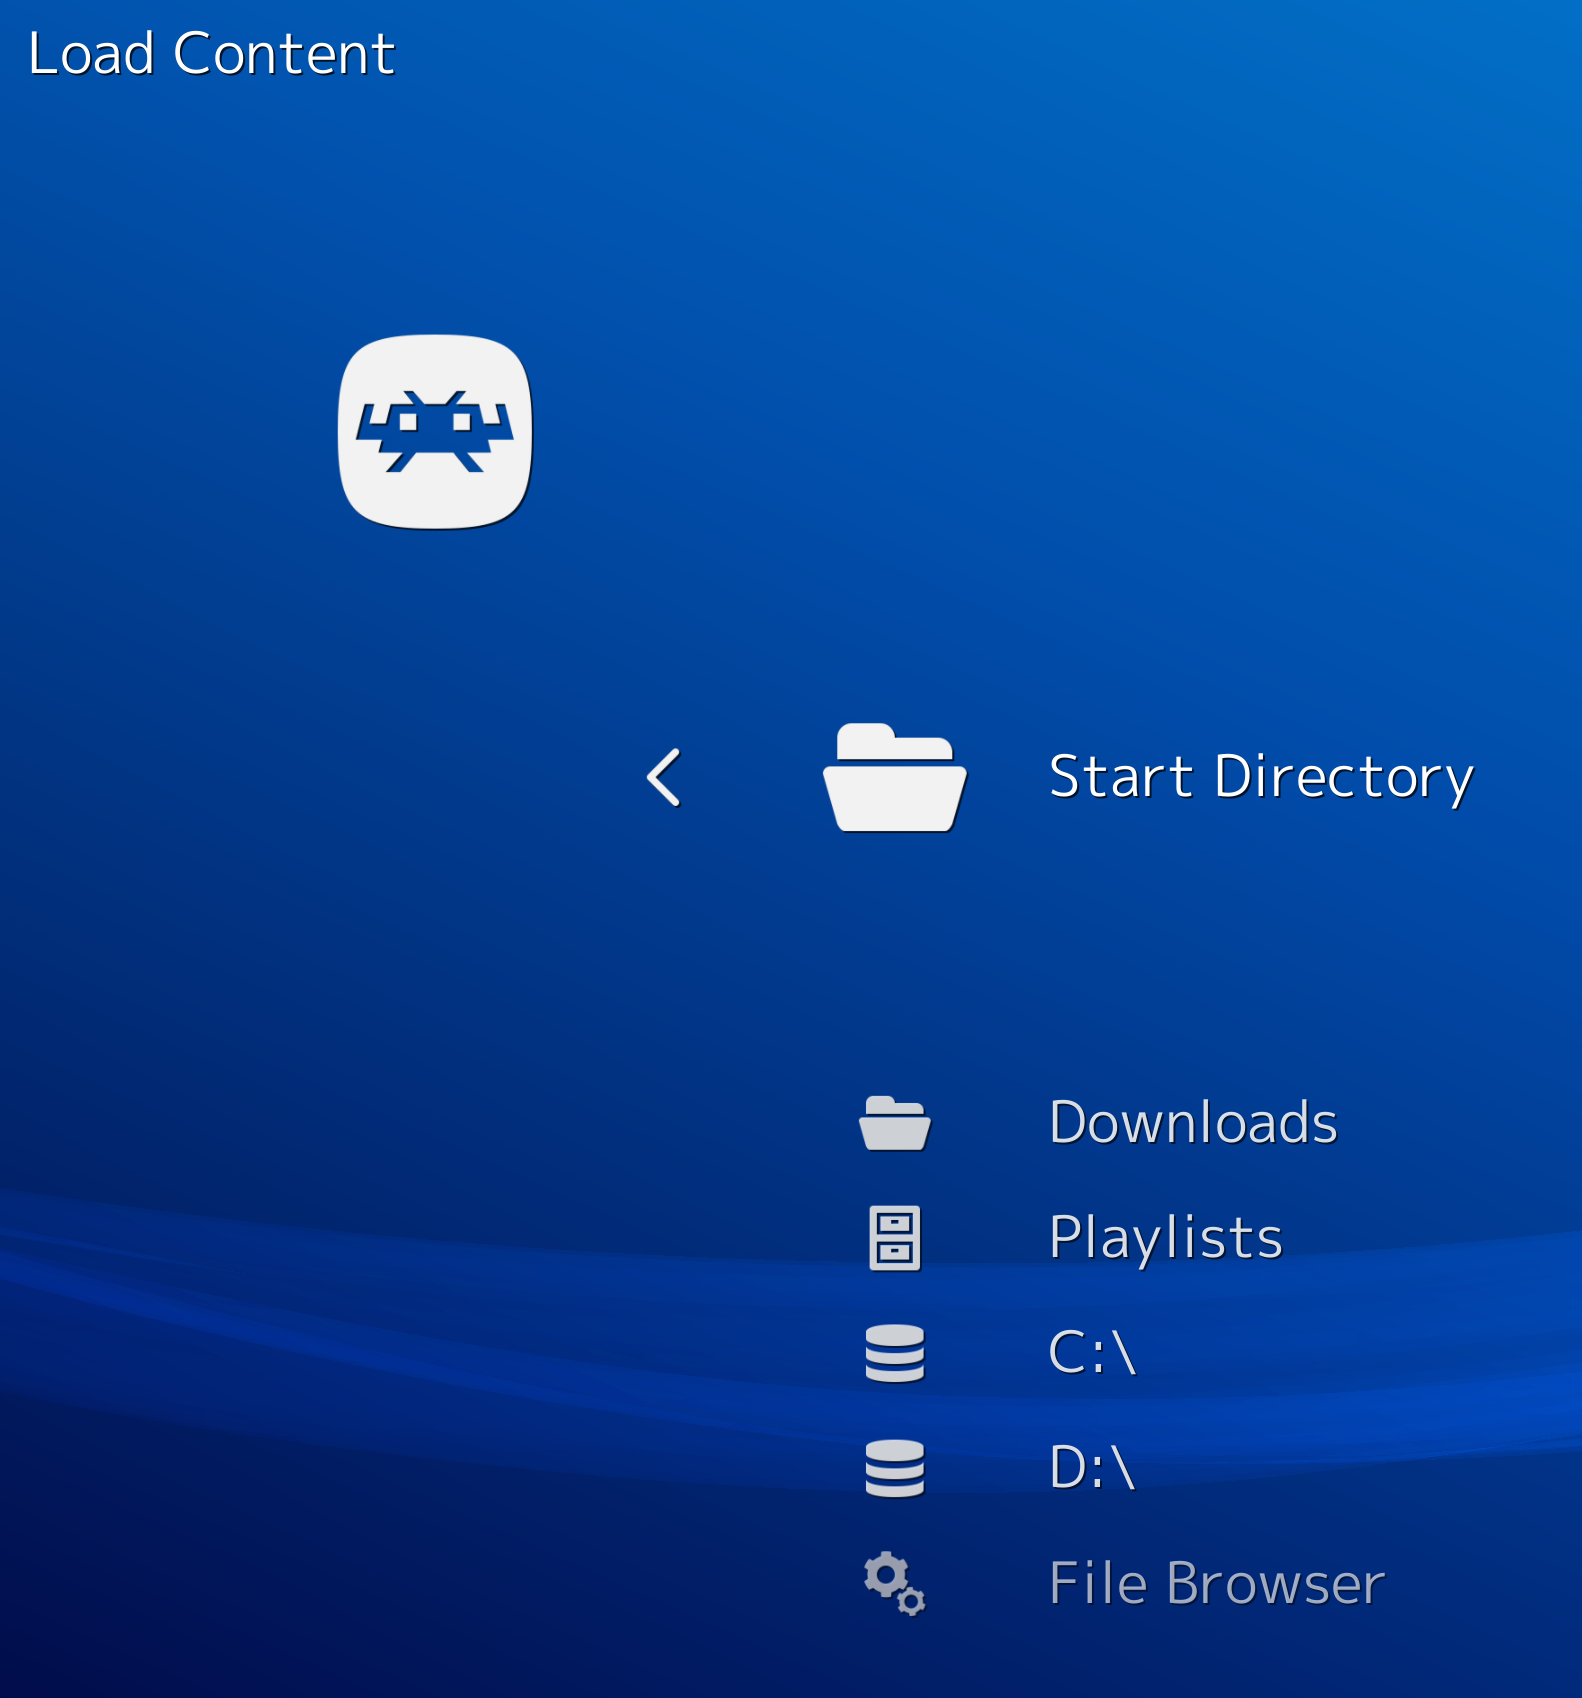 Load Content
Start Directory
Downloads
Playlists
C:\
D:\
File Browser